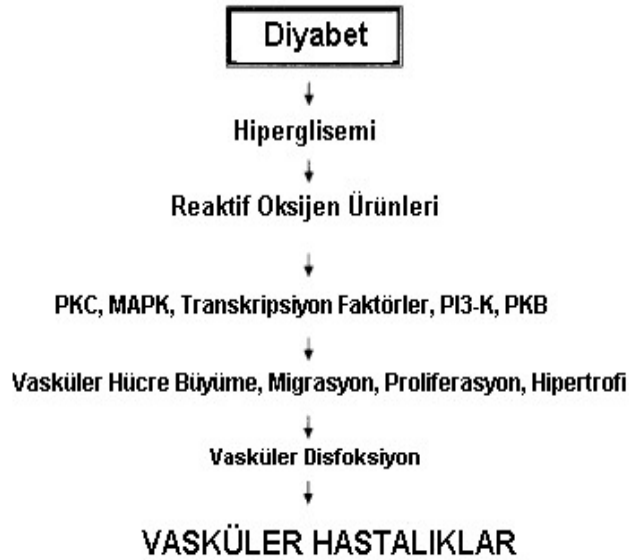 Diyabet
Hiperglisemi
Reaktif Oksijen Ürünleri
PKC, MAPK, Transkripsiyon Faktörler, PI3-K, PKB
Vasküler Hücre Büyüme, Migrasyon, Proliferasyon, Hipertrofi
Vasküler Disfoksiyon
VASKÜLER HASTALIKLAR